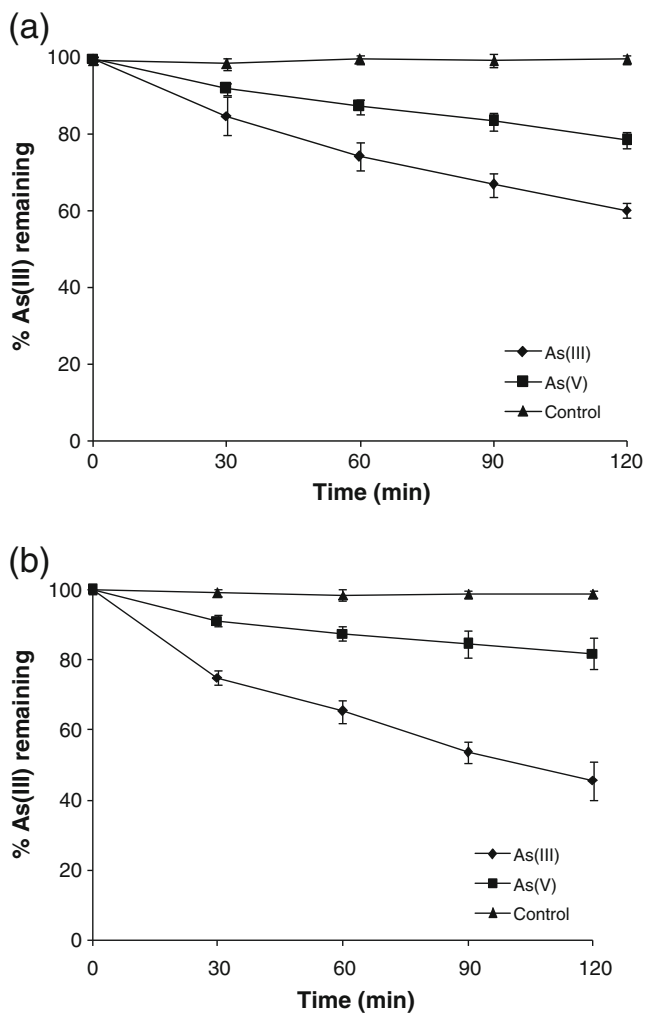 (a)
% As(III) remaining
100
80
60
40
20
0
As(III)
As(V)
Control
0 30 60 90 120
Time (min)
(b)
% As(III) remaining
100
80
60
40
20
0
As(III)
As(V)
Control
0 30 60 90 120
Time (min)